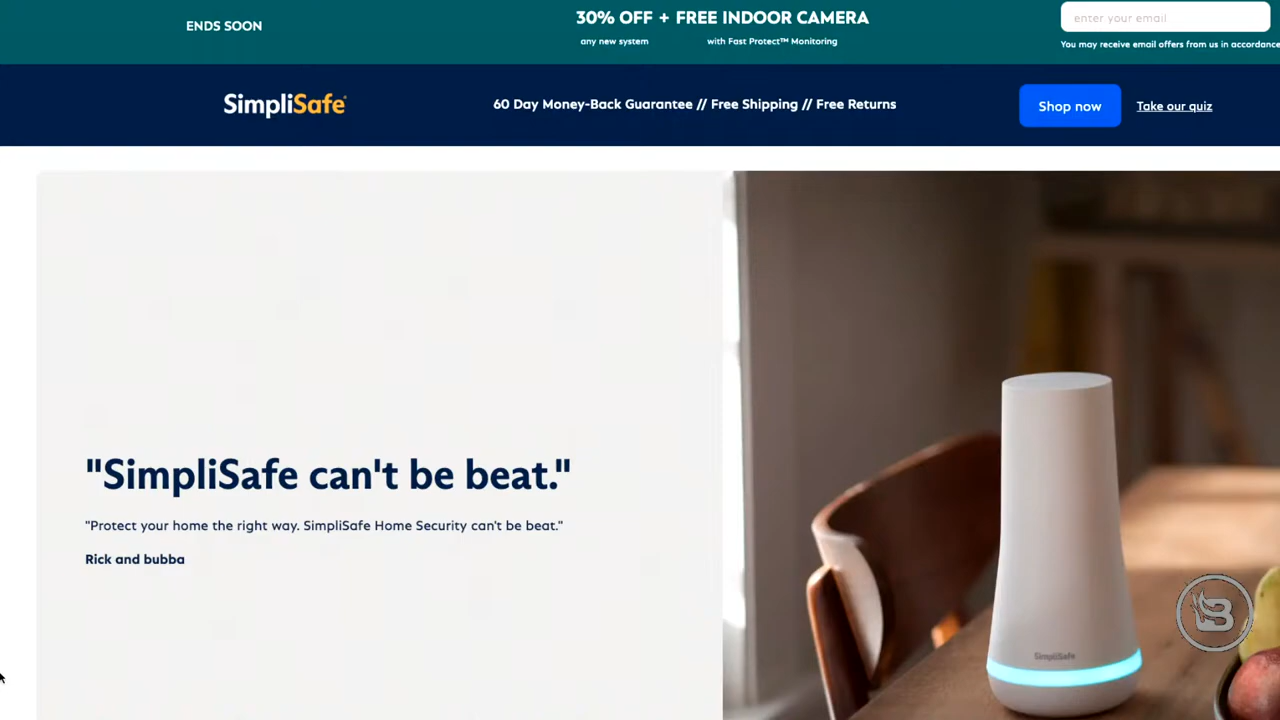 ENDS SOON
30% OFF + FREE INDOOR CAMERA
any new system
with Fast Protect™ Monitoring
enter your email
You may receive email offers from us in accordance
SimpliSafe®
60 Day Money-Back Guarantee // Free Shipping // Free Returns
Shop now
Take our quiz
"SimpliSafe can't be beat."
"Protect your home the right way. SimpliSafe Home Security can't be beat."
Rick and bubba
SimpliSafe
B